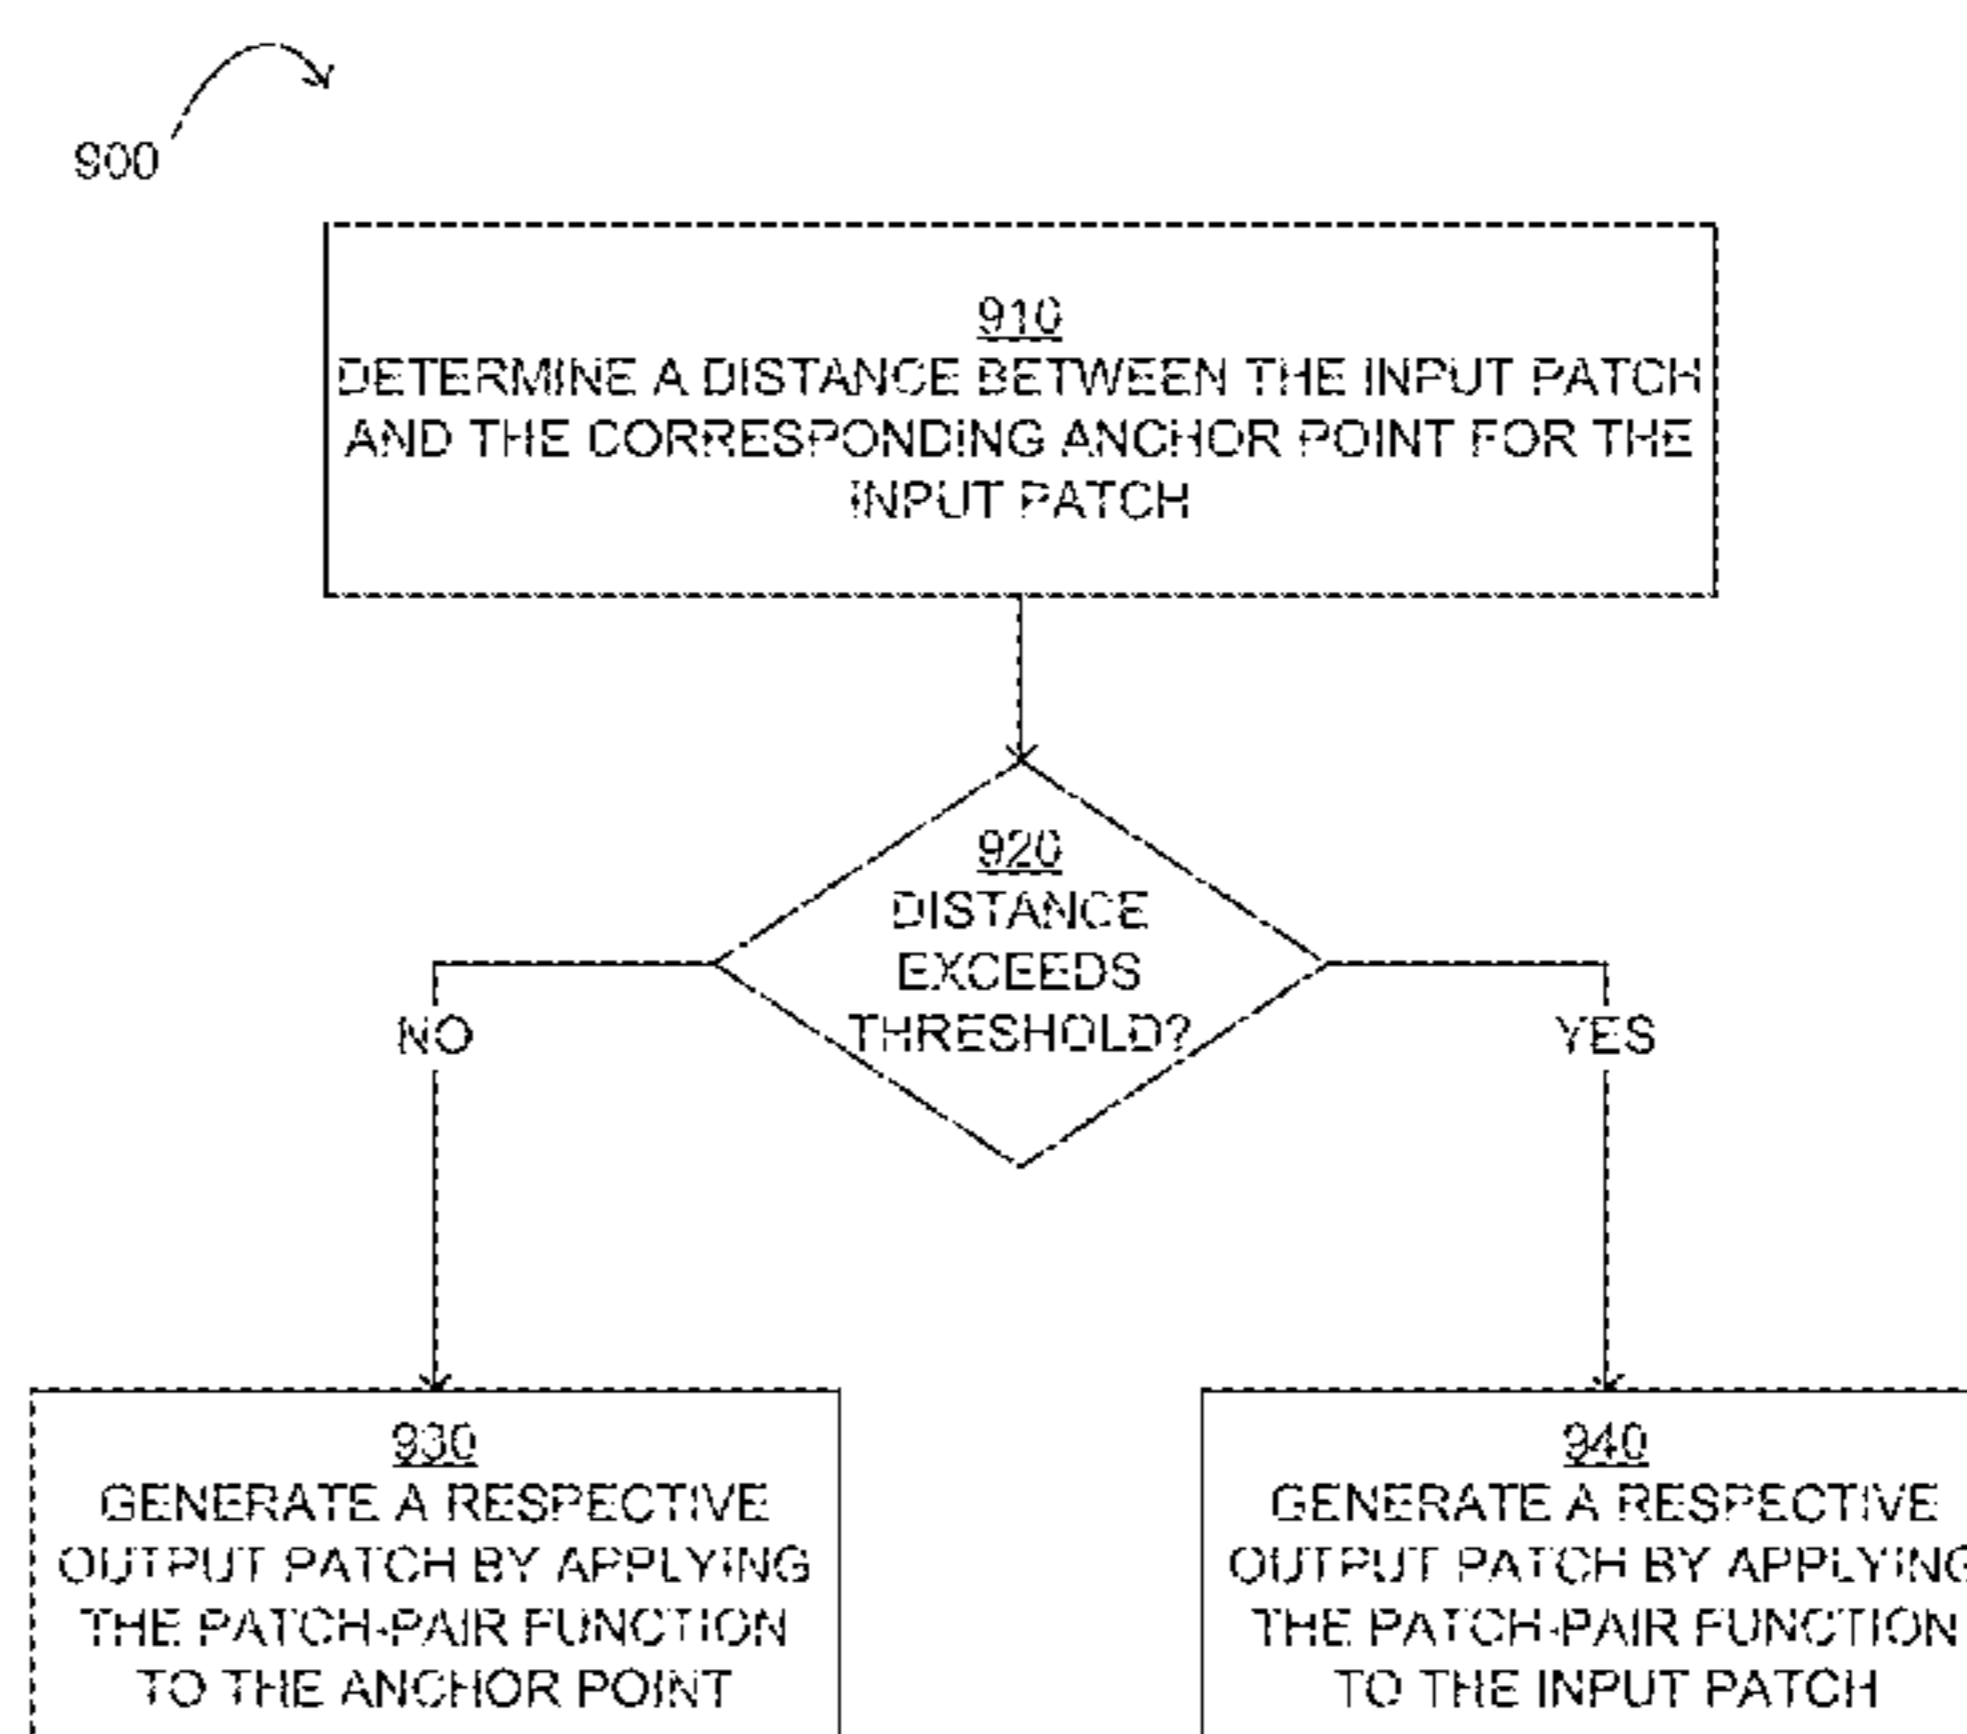 900
910
DETERMINE A DISTANCE BETWEEN THE INPUT PATCH
AND THE CORRESPONDING ANCHOR POINT FOR THE
INPUT PATCH
920
DISTANCE
EXCEEDS
THRESHOLD?
NO
YES
930
GENERATE A RESPECTIVE
OUTPUT PATCH BY APPLYING
THE PATCH-PAIR FUNCTION
TO THE ANCHOR POINT
940
GENERATE A RESPECTIVE
OUTPUT PATCH BY APPLYING
THE PATCH-PAIR FUNCTION
TO THE INPUT PATCH